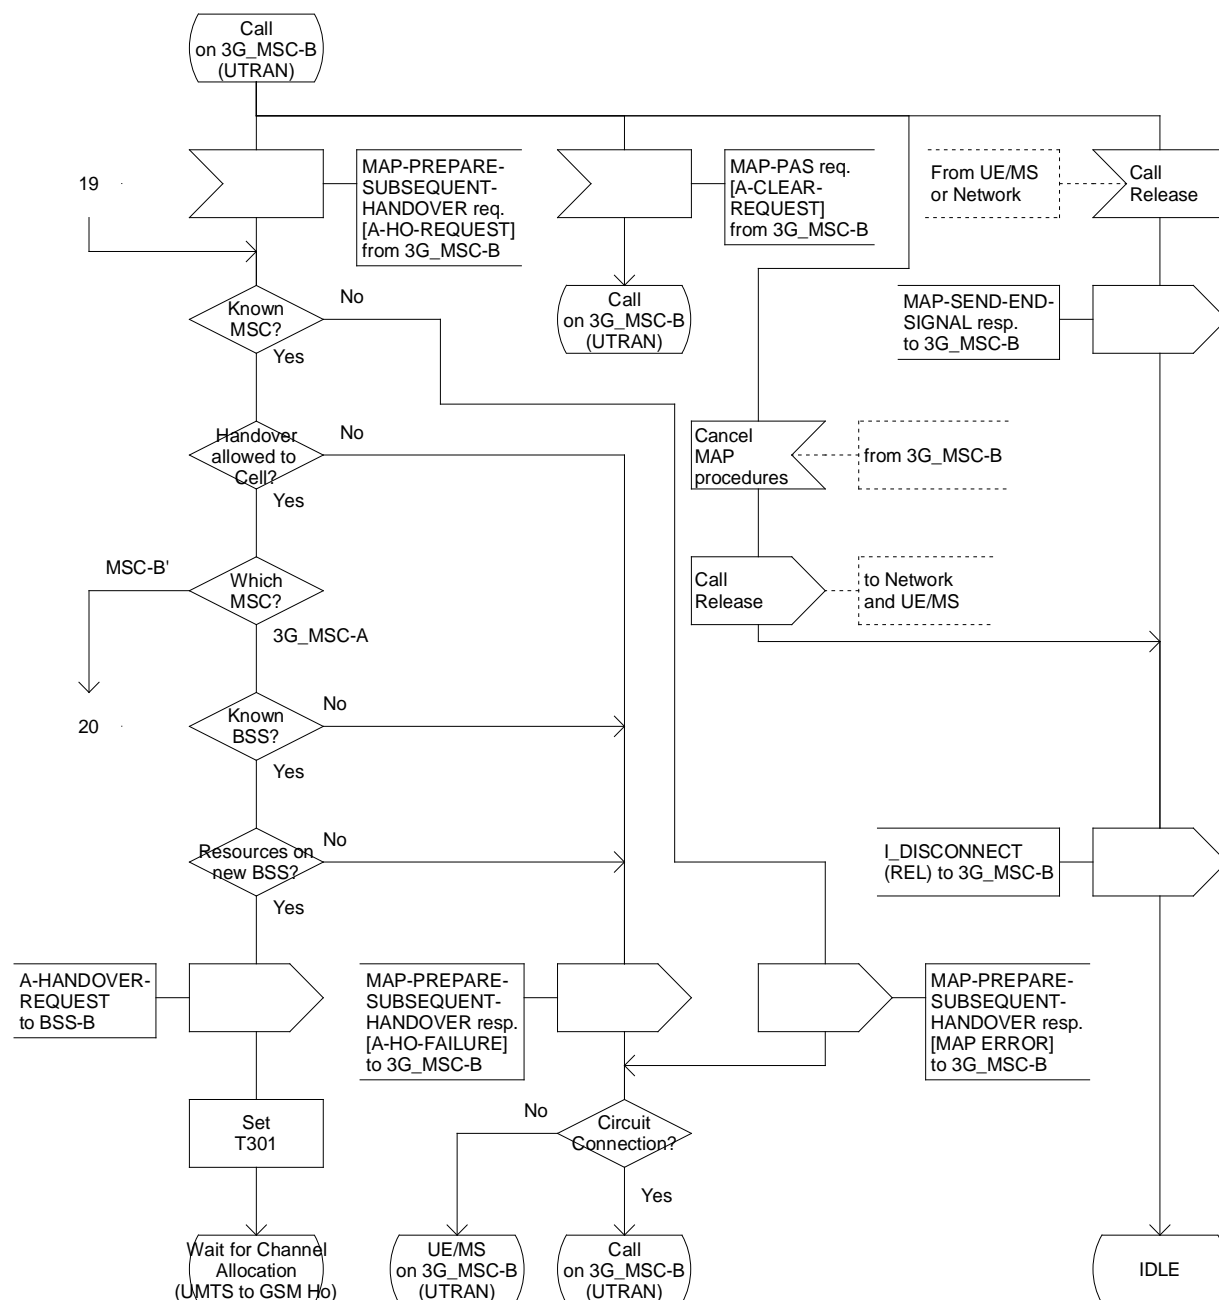 Call
on 3G_MSC-B
(UTRAN)
19
MAP-PREPARE-
SUBSEQUENT-
HANDOVER req.
[A-HO-REQUEST]
from 3G_MSC-B
MAP-PAS req.
[A-CLEAR-
REQUEST]
from 3G_MSC-B
From UE/MS
or Network
Call
Release
Known
MSC?
No
Yes
Call
on 3G_MSC-B
(UTRAN)
MAP-SEND-END-
SIGNAL resp.
to 3G_MSC-B
Handover
allowed to
Cell?
No
Yes
Cancel
MAP
procedures
from 3G_MSC-B
MSC-B'
Which
MSC?
3G_MSC-A
Call
Release
to Network
and UE/MS
20
Known
BSS?
No
Yes
Resources on
new BSS?
No
Yes
I_DISCONNECT
(REL) to 3G_MSC-B
A-HANDOVER-
REQUEST
to BSS-B
MAP-PREPARE-
SUBSEQUENT-
HANDOVER resp.
[A-HO-FAILURE]
to 3G_MSC-B
MAP-PREPARE-
SUBSEQUENT-
HANDOVER resp.
[MAP ERROR]
to 3G_MSC-B
Set
T301
No
Circuit
Connection?
Yes
Wait for Channel
Allocation
(UMTS to GSM Ho)
UE/MS
on 3G_MSC-B
(UTRAN)
Call
on 3G_MSC-B
(UTRAN)
IDLE